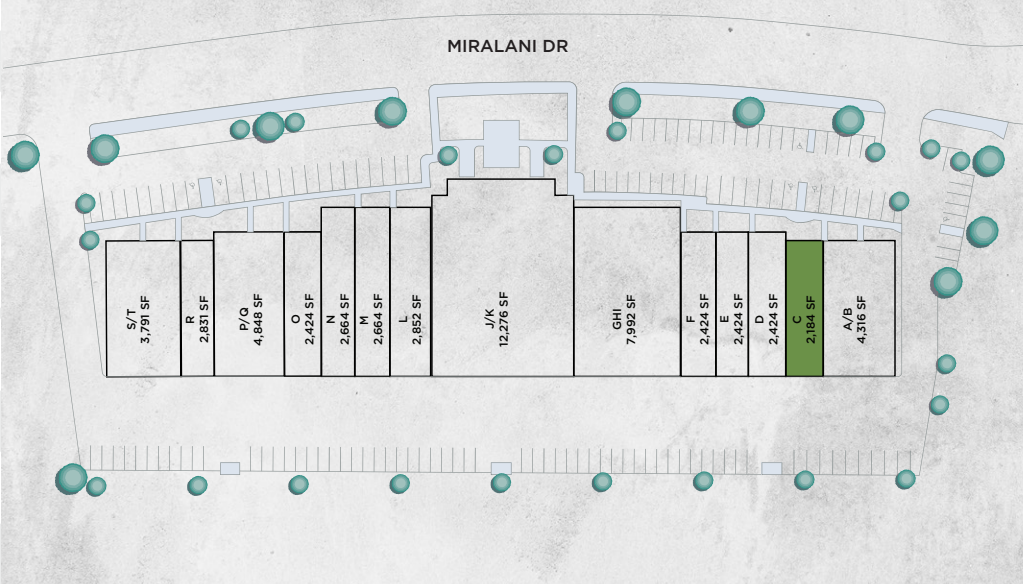 MIRALANI DR
S/T
3,791 SF
R
2,831 SF
P/Q
4,848 SF
O
2,424 SF
N
2,664 SF
M
2,664 SF
L
2,852 SF
J/K
12,276 SF
GHI
7,992 SF
F
2,424 SF
E
2,424 SF
D
2,424 SF
C
2,184 SF
A/B
4,316 SF